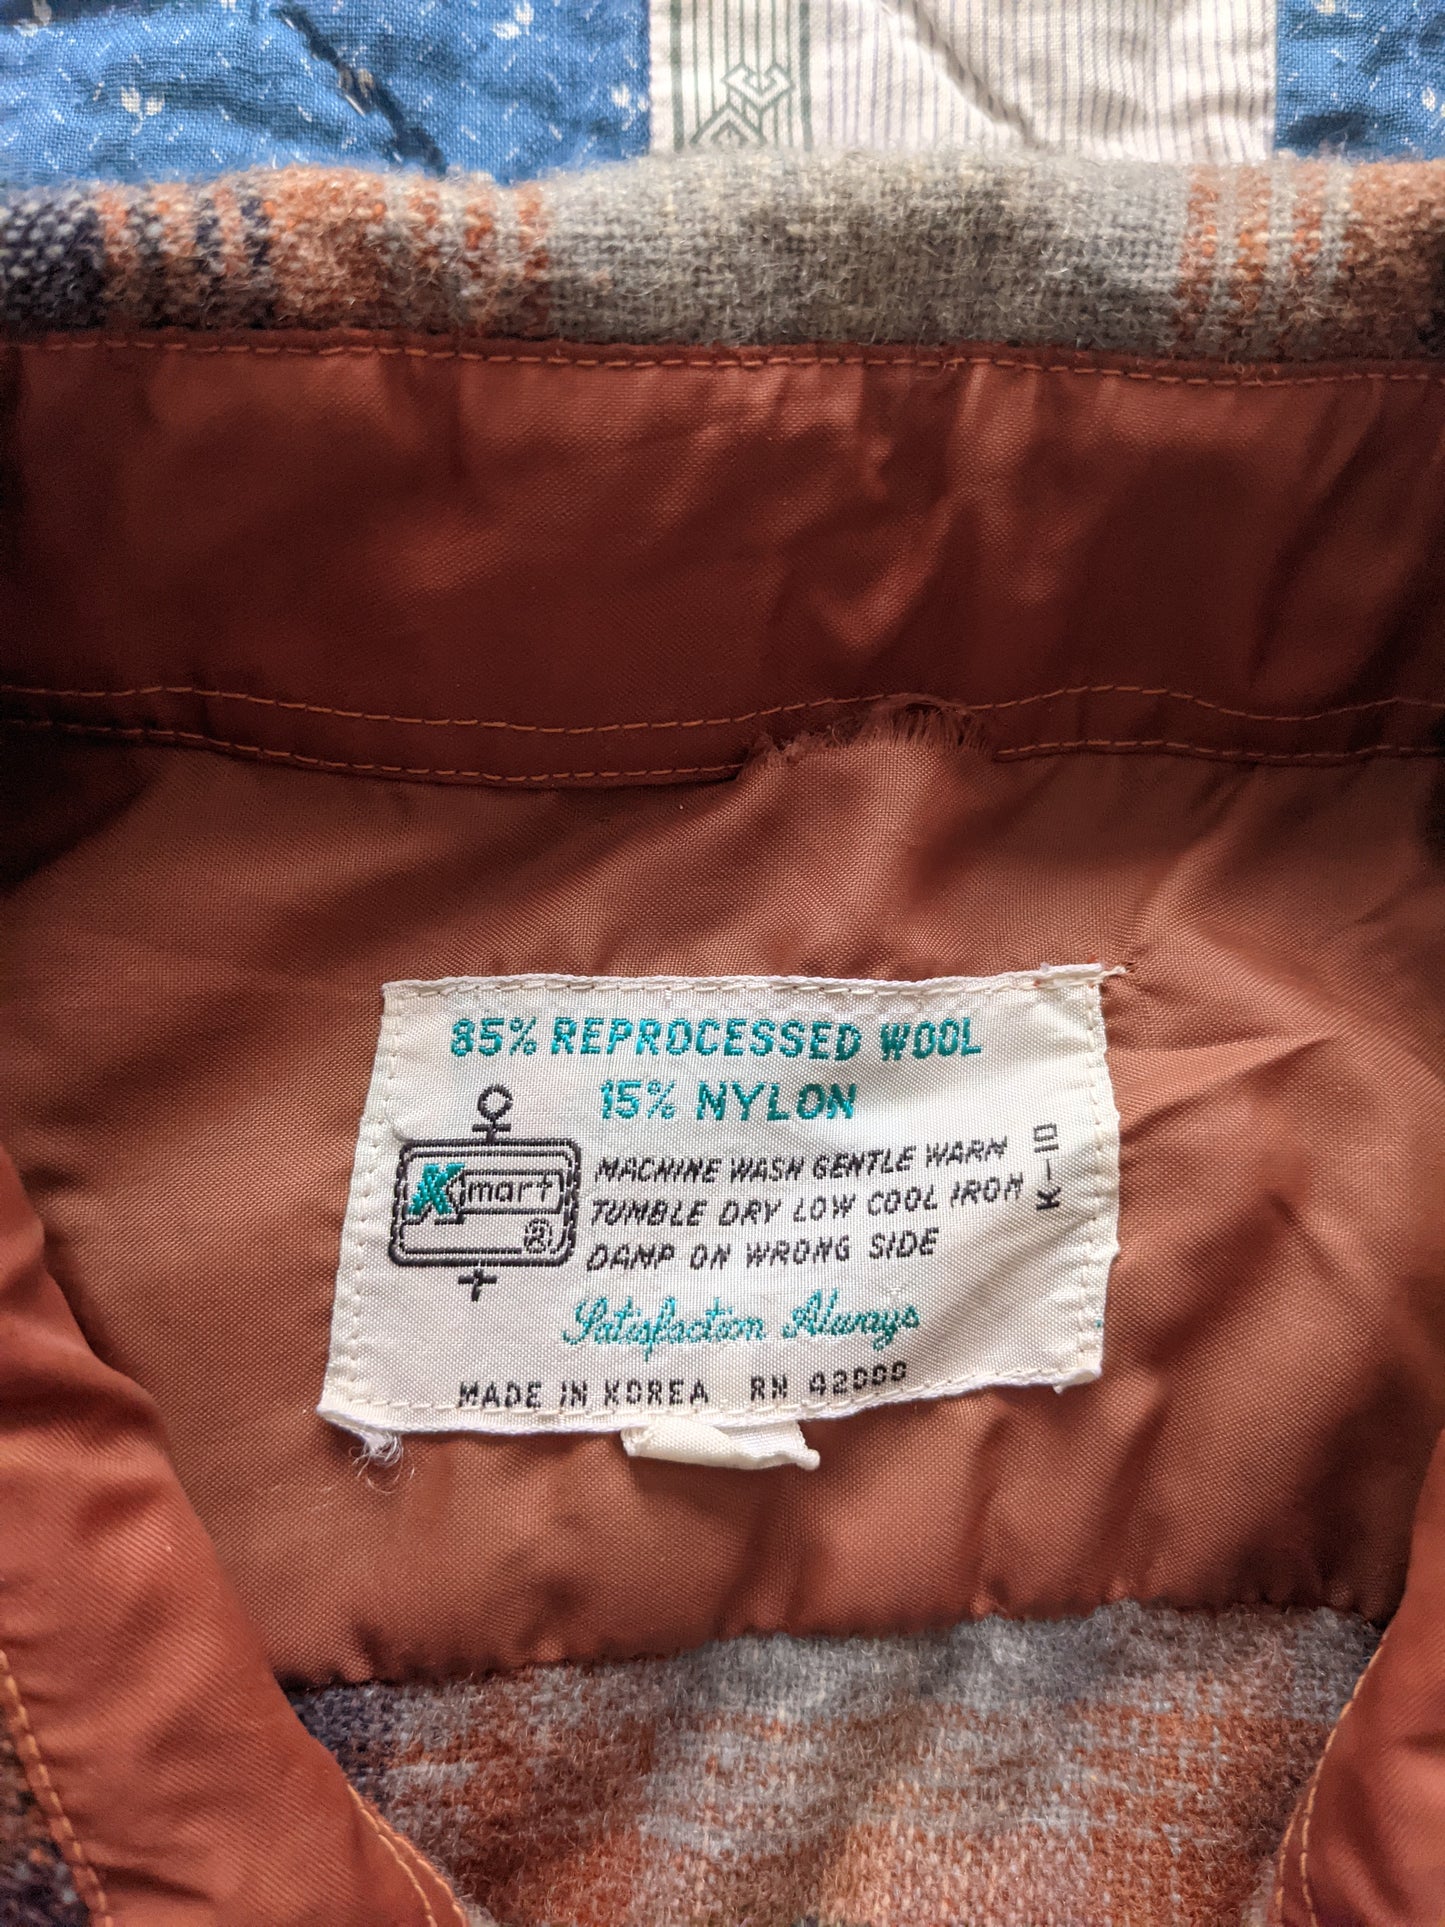 85% REPROCESSED WOOL
15% NYLON
Kmart
®
MACHINE WASH GENTLE WARM
TUMBLE DRY LOW COOL IRON
DAMP ON WRONG SIDE
K-10
Satisfaction Always
MADE IN KOREA RN 42000